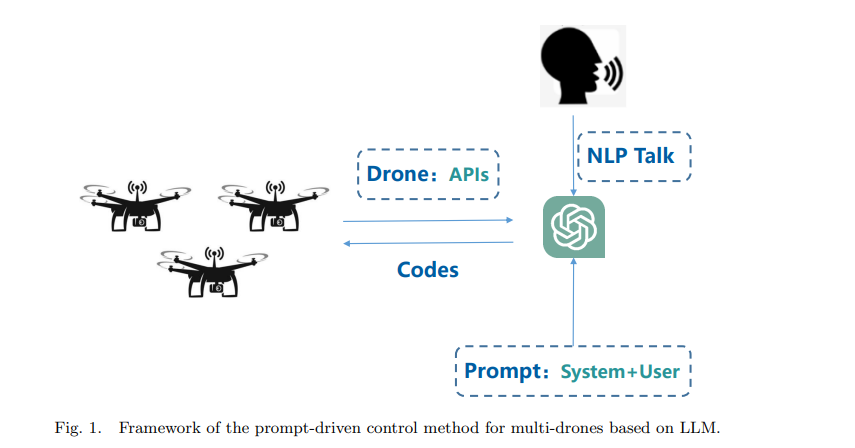 NLP Talk
Drone：APIs
Codes
Prompt：System+User
Fig. 1. Framework of the prompt-driven control method for multi-drones based on LLM.